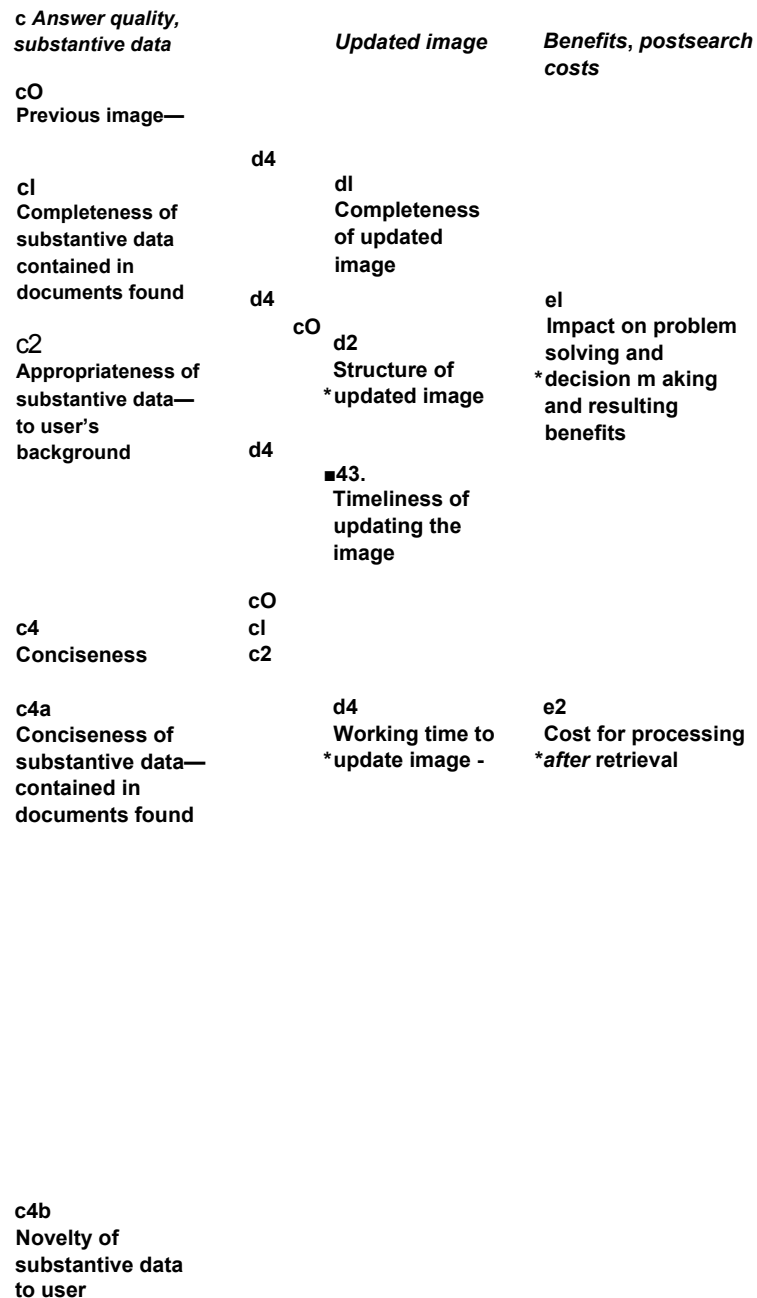 c Answer quality,
substantive data
Updated image
Benefits, postsearch
costs
cO
Previous image—
d4
cl
Completeness of
substantive data
contained in
documents found
dl
Completeness
of updated
image
d4
cO
c2
Appropriateness of
substantive data—
to user's
background
d2
Structure of
*updated image
el
Impact on problem
solving and
*decision m aking
and resulting
benefits
d4
■43.
Timeliness of
updating the
image
cO
cl
c2
c4
Conciseness
c4a
Conciseness of
substantive data—
contained in
documents found
d4
Working time to
*update image -
e2
Cost for processing
*after retrieval
c4b
Novelty of
substantive data
to user